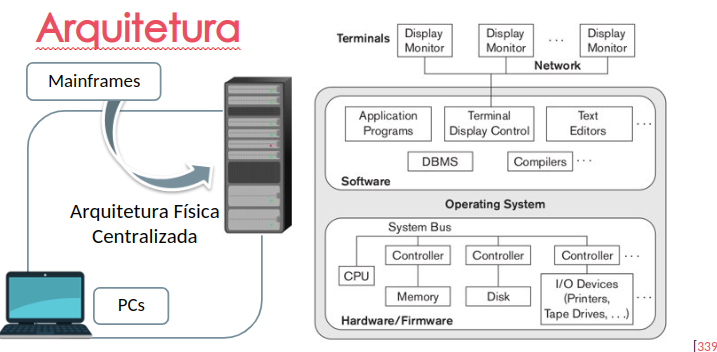 Arquitetura
Mainframes
Arquitetura Física
Centralizada
PCs
Terminals
Display
Monitor
Display
Monitor
. . .
Display
Monitor
Network
Application
Programs
Terminal
Display Control
Text
Editors
. . .
DBMS
Compilers
. . .
Software
Operating System
System Bus
Controller
Controller
Controller
. . .
CPU
Memory
Disk
I/O Devices
(Printers,
Tape Drives, . . .)
. . .
Hardware/Firmware
[339